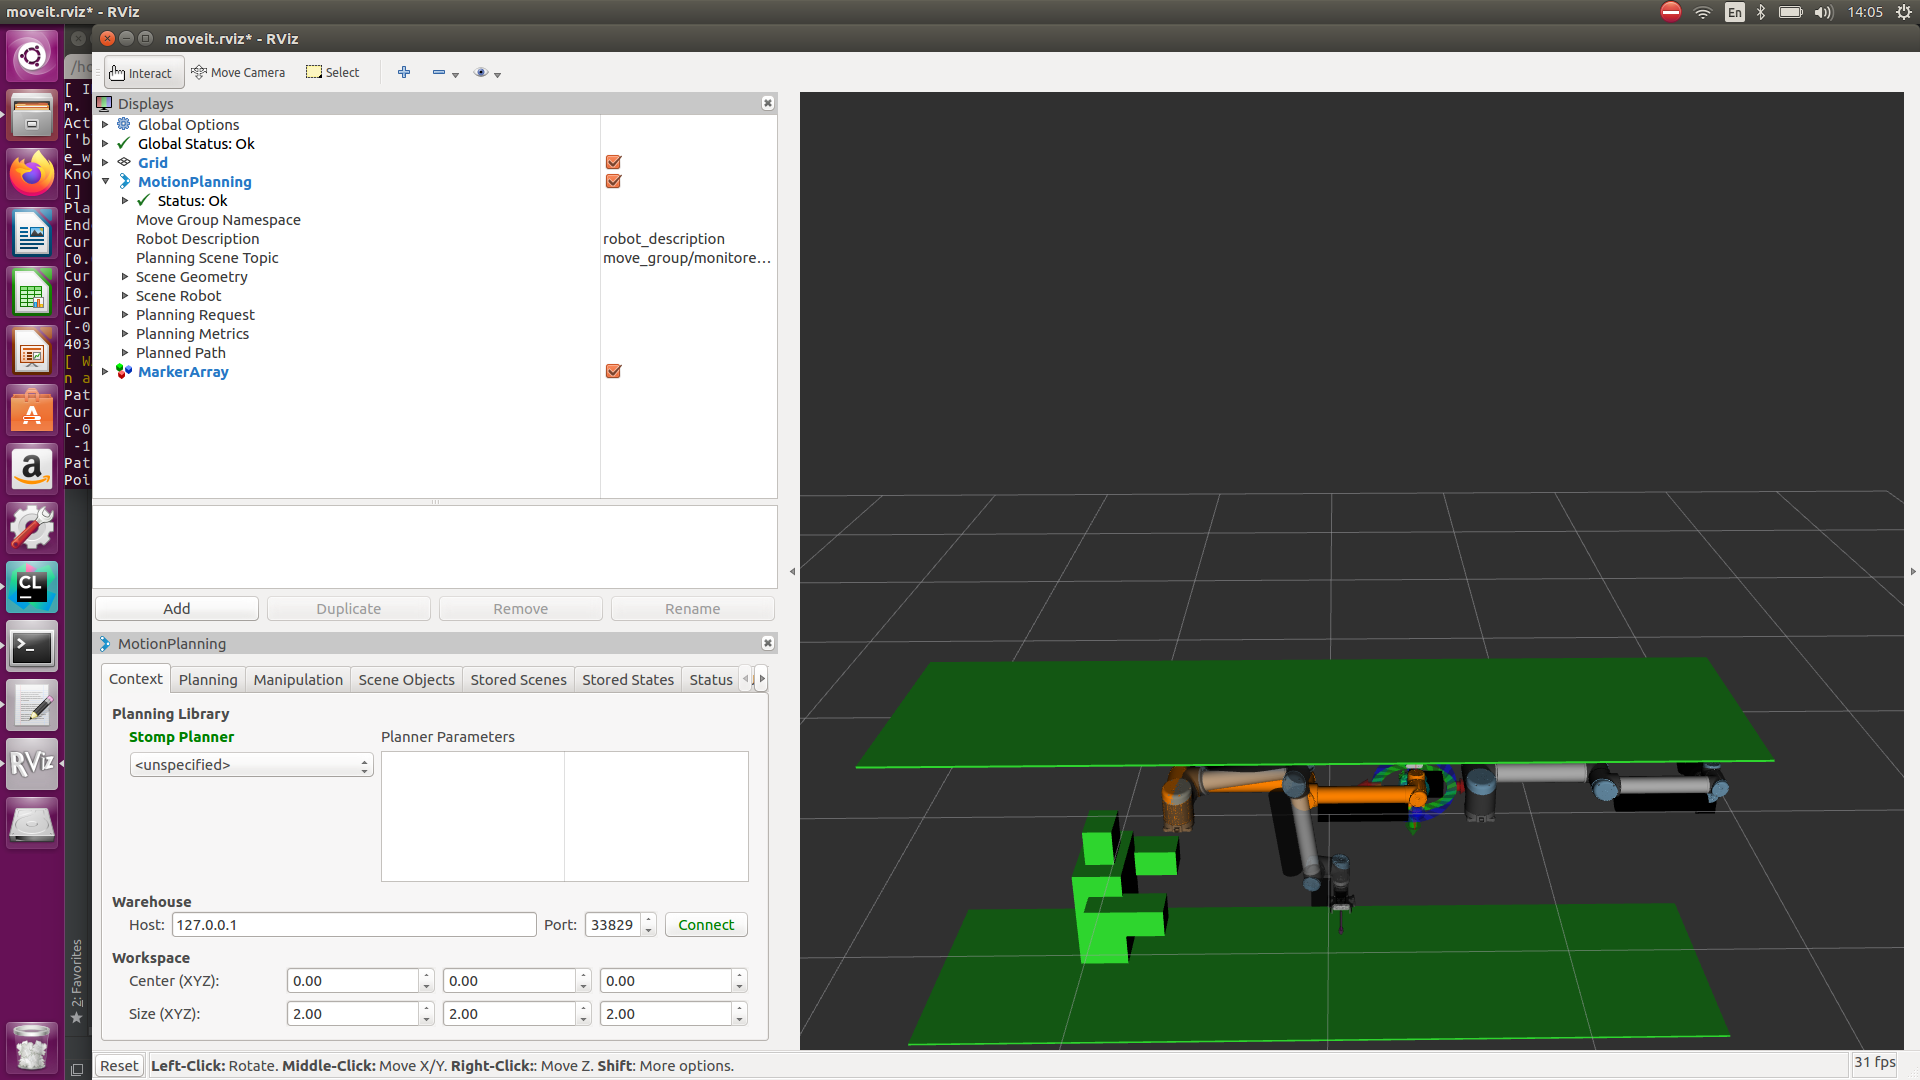 moveit.rviz* - RViz
En
14:05
moveit.rviz* - RViz
/ho
Interact
Move Camera
Select
Displays
Global Options
Global Status: Ok
Grid
MotionPlanning
Status: Ok
Move Group Namespace
Robot Description
robot_description
Planning Scene Topic
move_group/monitore...
Scene Geometry
Scene Robot
Planning Request
Planning Metrics
Planned Path
MarkerArray
[ I
m.
Act
['b
e_w
Kno
[]
Pla
End
Cur
[0.
Cur
[0.
Cur
[-0
403
[ W
n a
Pat
Cur
[-0
-1
Pat
Poi
Add
Duplicate
Remove
Rename
MotionPlanning
Context
Planning
Manipulation
Scene Objects
Stored Scenes
Stored States
Status
Planning Library
Stomp Planner
Planner Parameters
<unspecified>
Warehouse
Host:
127.0.0.1
Port:
33829
Connect
Workspace
Center (XYZ):
0.00
0.00
0.00
Size (XYZ):
2.00
2.00
2.00
2: Favorites
CL
>_
RViz
a
Reset
Left-Click: Rotate. Middle-Click: Move X/Y. Right-Click:: Move Z. Shift: More options.
31 fps